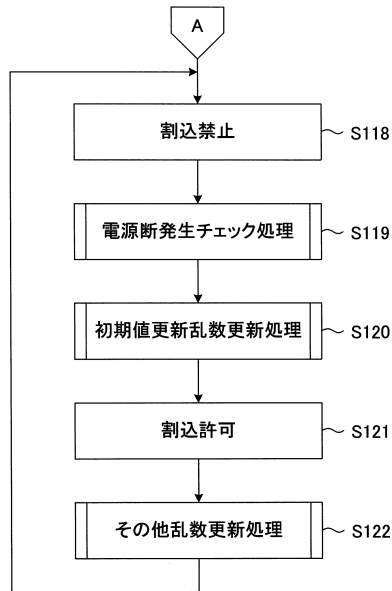 A
割込禁止 S118
電源断発生チェック処理 S119
初期値更新乱数更新処理 S120
割込許可 S121
その他乱数更新処理 S122